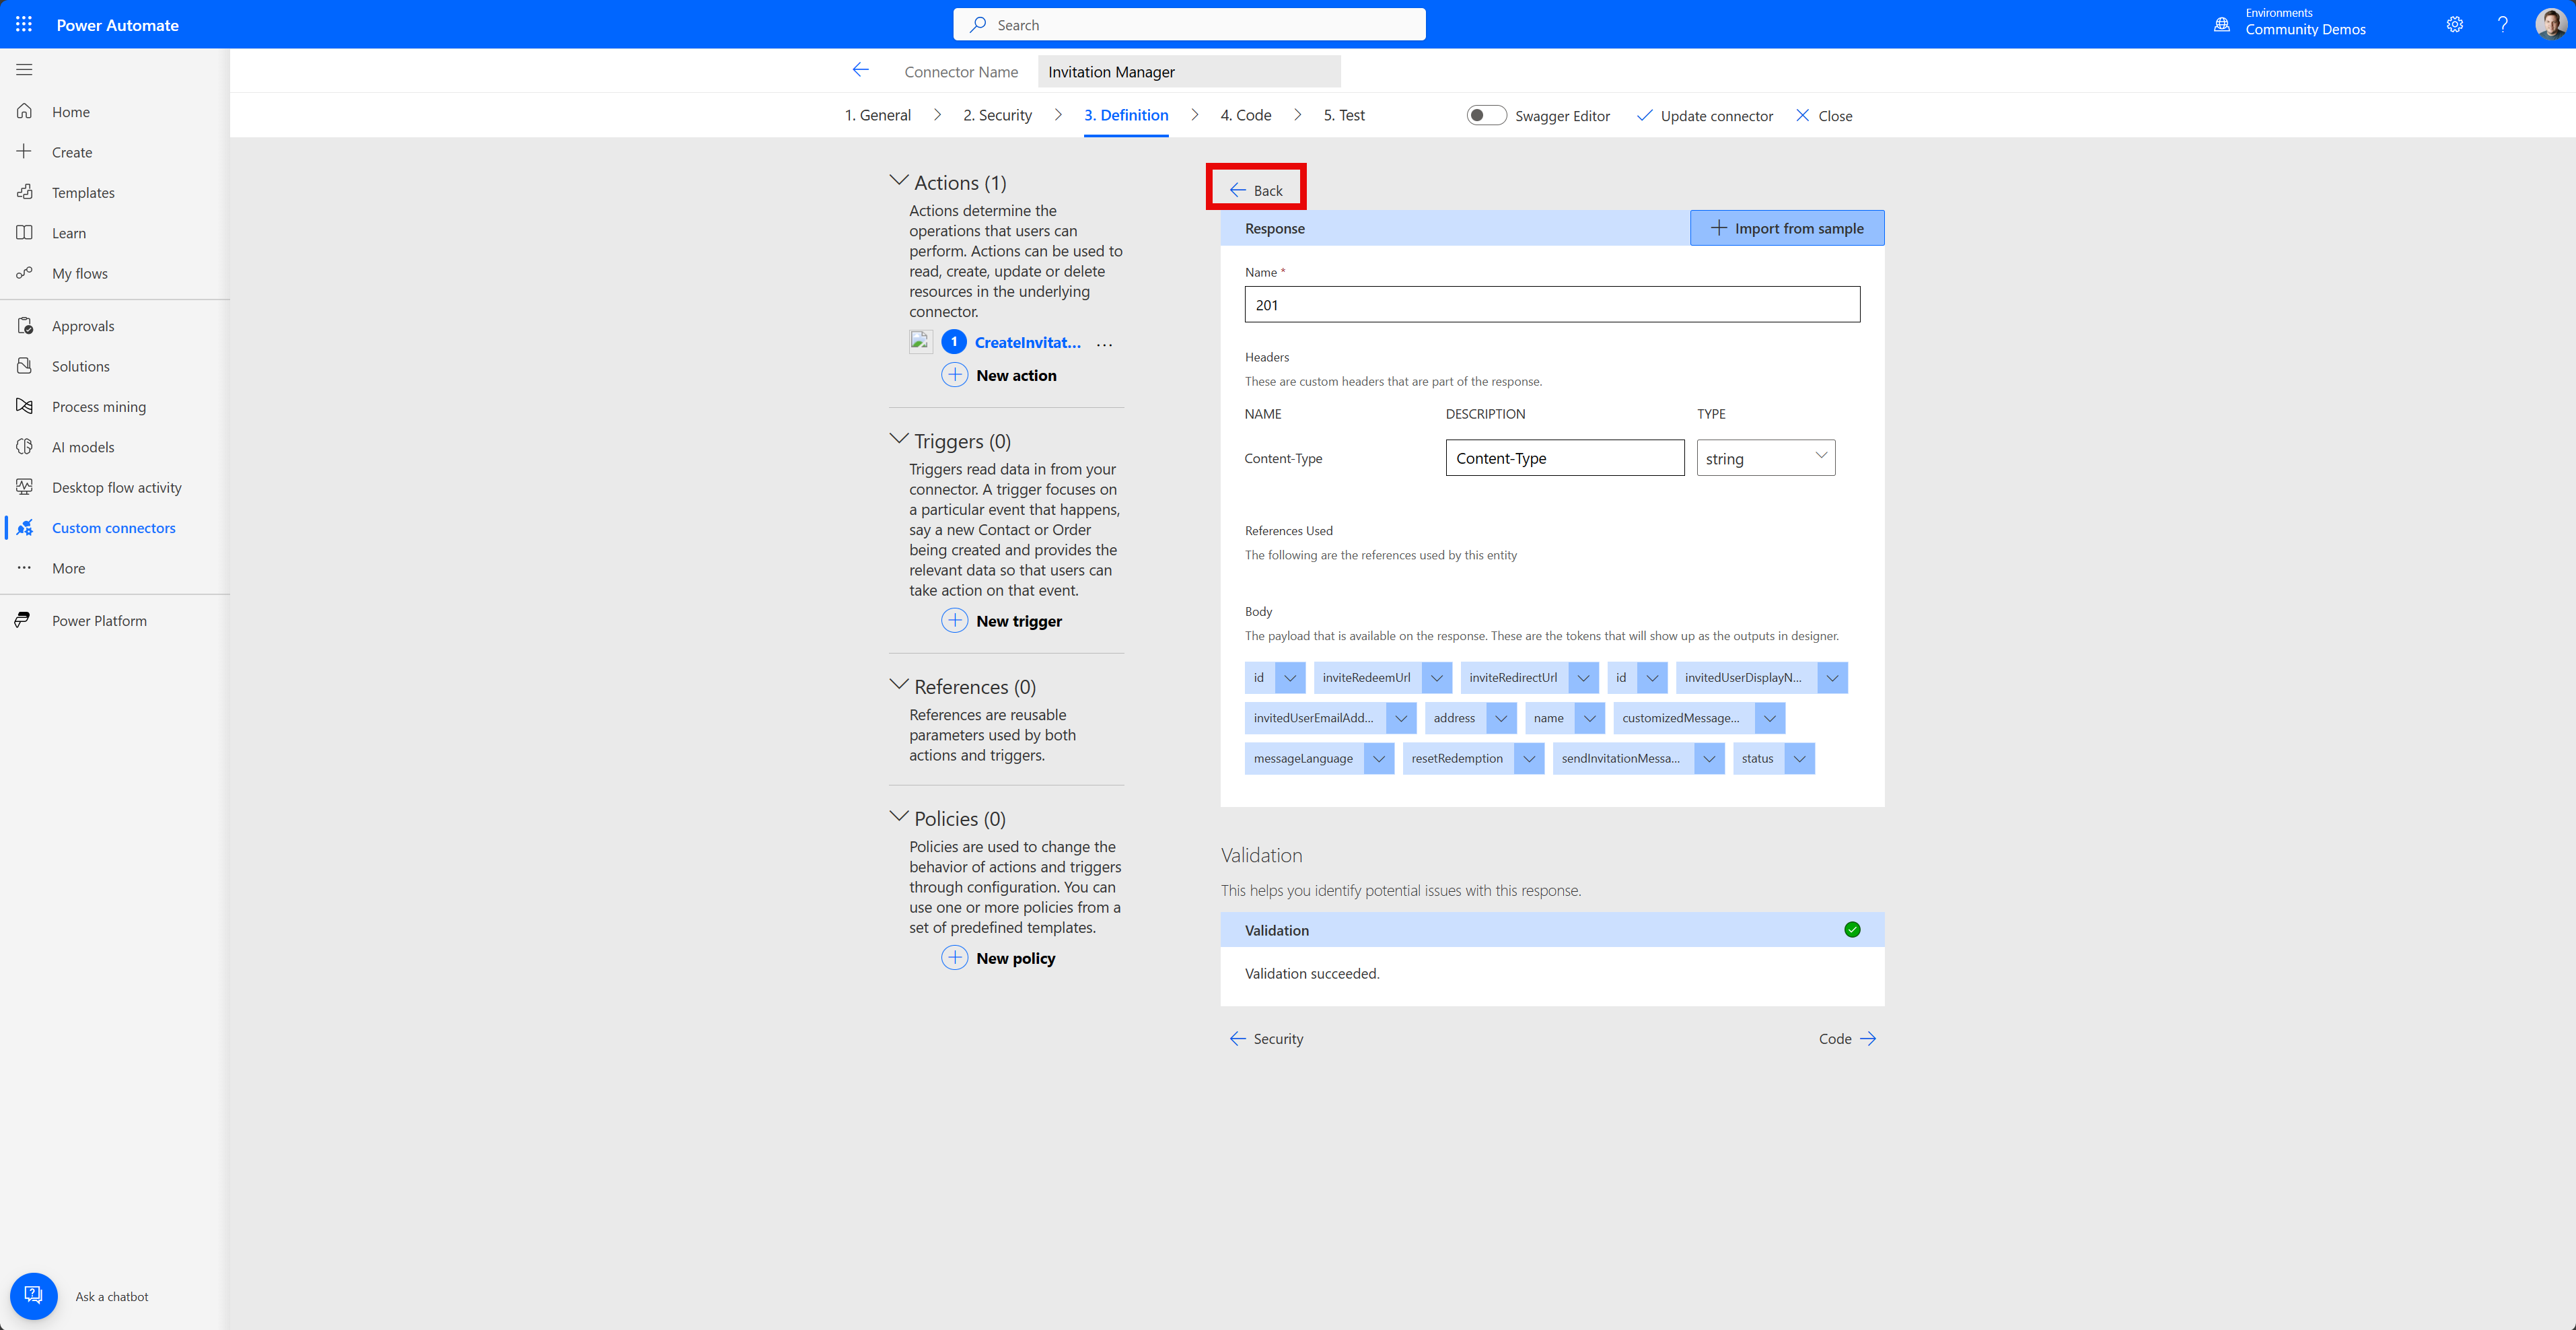 Power Automate
Search
Environments
Community Demos
?
Connector Name
Invitation Manager
1. General
2. Security
3. Definition
4. Code
5. Test
Swagger Editor
Update connector
Close
Home
Create
Templates
Learn
My flows
Approvals
Solutions
Process mining
AI models
Desktop flow activity
Custom connectors
More
Power Platform
Ask a chatbot
Actions (1)
Actions determine the
operations that users can
perform. Actions can be used to
read, create, update or delete
resources in the underlying
connector.
1 CreateInvitat... ...
New action
Triggers (0)
Triggers read data in from your
connector. A trigger focuses on
a particular event that happens,
say a new Contact or Order
being created and provides the
relevant data so that users can
take action on that event.
New trigger
References (0)
References are reusable
parameters used by both
actions and triggers.
Policies (0)
Policies are used to change the
behavior of actions and triggers
through configuration. You can
use one or more policies from a
set of predefined templates.
New policy
Back
Response
Import from sample
Name *
201
Headers
These are custom headers that are part of the response.
NAME DESCRIPTION TYPE
Content-Type Content-Type string
References Used
The following are the references used by this entity
Body
The payload that is available on the response. These are the tokens that will show up as the outputs in designer.
id inviteRedeemUrl inviteRedirectUrl id invitedUserDisplayN...
invitedUserEmailAdd... address name customizedMessage...
messageLanguage resetRedemption sendInvitationMessa... status
Validation
This helps you identify potential issues with this response.
Validation
Validation succeeded.
Security
Code